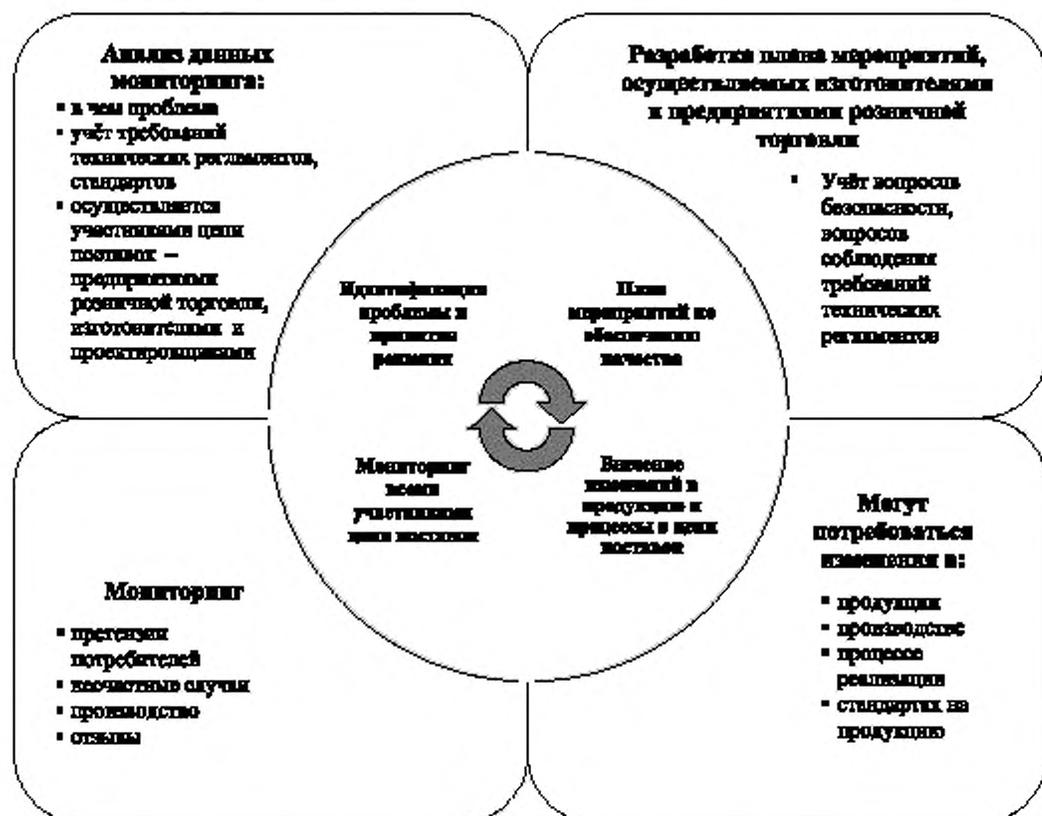 Анализ данных
мониторинга:
▪ в чем проблема
▪ учёт требований
технических регламентов,
стандартов
▪ осуществляется
участниками цепи
поставок –
предприятиями
розничной торговли,
изготовителями и
проектировщиками
Разработка плана мероприятий,
осуществляемых изготовителями
и предприятиями розничной
торговли
▪ Учёт вопросов
безопасности,
вопросов
соблюдения
требований
технических
регламентов
Идентификация
проблемы и
принятие
решения
План
мероприятий по
обеспечению
качества
Мониторинг
всеми
участниками
цепи поставок
Внесение
изменений в
продукцию и
процессы в цепи
поставок
Мониторинг
▪ претензии
потребителей
▪ несчастные случаи
▪ производство
▪ отзывы
Могут
потребоваться
изменения в:
▪ продукции
▪ производстве
▪ процессе
реализации
▪ стандартах на
продукцию